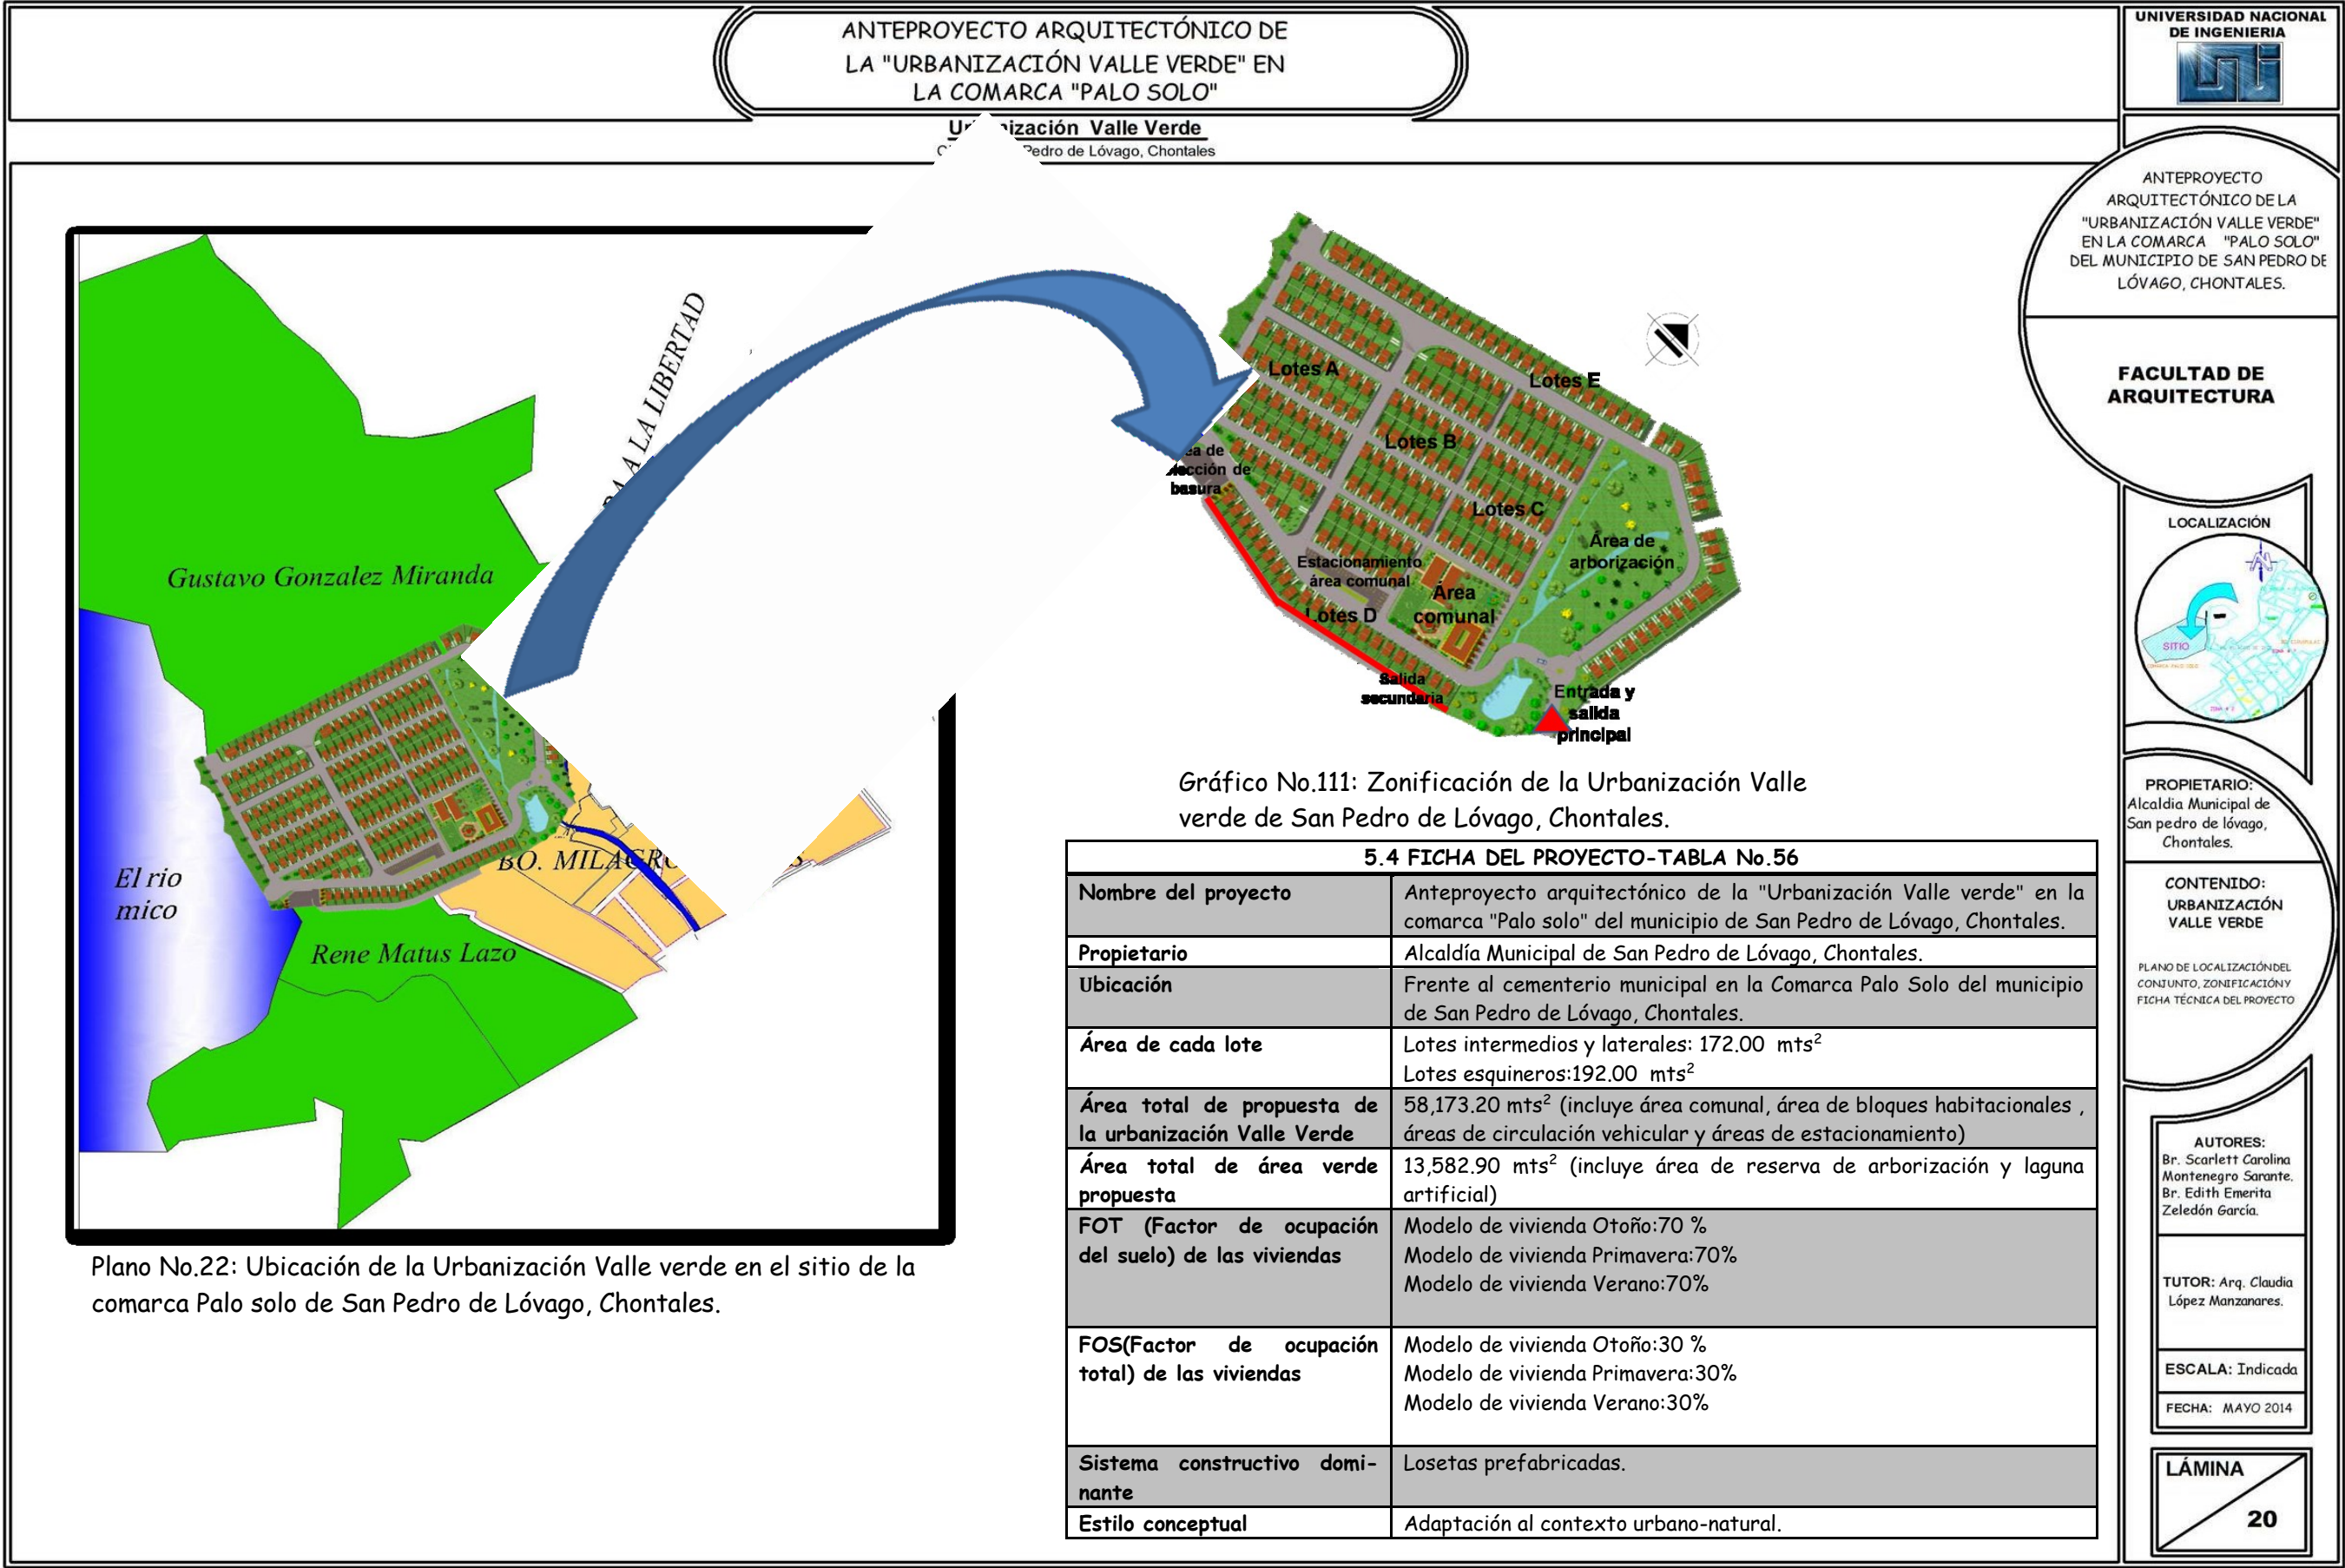 ANTEPROYECTO ARQUITECTÓNICO DE
LA "URBANIZACIÓN VALLE VERDE" EN
LA COMARCA "PALO SOLO"
Valle Verde
Pedro de Lóvago, Chontales
A LA LIBERTAD
Gustavo Gonzalez Miranda
El rio
mico
BO.
Rene Matus Lazo
Plano No.22: Ubicación de la Urbanización Valle verde en el sitio de la
comarca Palo solo de San Pedro de Lóvago, Chontales.
Lotes A
Lotes E
Lotes B
Lotes C
de
de
basura
Área de
arborización
Estacionamiento
área comunal
Área
comunal
Lotes D
Salida
secundaria
Entrada y
salida
principal
Gráfico No.111: Zonificación de la Urbanización Valle
verde de San Pedro de Lóvago, Chontales.
5.4 FICHA DEL PROYECTO-TABLA No.56
Nombre del proyecto
Anteproyecto arquitectónico de la "Urbanización Valle verde" en la
comarca "Palo solo" del municipio de San Pedro de Lóvago, Chontales.
Propietario
Alcaldía Municipal de San Pedro de Lóvago, Chontales.
Ubicación
Frente al cementerio municipal en la Comarca Palo Solo del municipio
de San Pedro de Lóvago, Chontales.
Área de cada lote
Lotes intermedios y laterales: 172.00 mts²
Lotes esquineros:192.00 mts²
Área total de propuesta de
la urbanización Valle Verde
58,173.20 mts² (incluye área comunal, área de bloques habitacionales ,
áreas de circulación vehicular y áreas de estacionamiento)
Área total de área verde
propuesta
13,582.90 mts² (incluye área de reserva de arborización y laguna
artificial)
FOT (Factor de ocupación
del suelo) de las viviendas
Modelo de vivienda Otoño:70 %
Modelo de vivienda Primavera:70%
Modelo de vivienda Verano:70%
FOS(Factor de ocupación
total) de las viviendas
Modelo de vivienda Otoño:30 %
Modelo de vivienda Primavera:30%
Modelo de vivienda Verano:30%
Sistema constructivo domi-
nante
Losetas prefabricadas.
Estilo conceptual
Adaptación al contexto urbano-natural.
UNIVERSIDAD NACIONAL
DE INGENIERIA
ANTEPROYECTO
ARQUITECTÓNICO DE LA
"URBANIZACIÓN VALLE VERDE"
EN LA COMARCA "PALO SOLO"
DEL MUNICIPIO DE SAN PEDRO DE
LÓVAGO, CHONTALES.
FACULTAD DE
ARQUITECTURA
LOCALIZACIÓN
SITIO
PROPIETARIO:
Alcaldia Municipal de
San pedro de lóvago,
Chontales.
CONTENIDO:
URBANIZACIÓN
VALLE VERDE
PLANO DE LOCALIZACIÓN DEL
CONJUNTO, ZONIFICACIÓN Y
FICHA TÉCNICA DEL PROYECTO
AUTORES:
Br. Scarlett Carolina
Montenegro Sarante.
Br. Edith Emerita
Zeledón García.
TUTOR: Arq. Claudia
López Manzanares.
ESCALA: Indicada
FECHA: MAYO 2014
LÁMINA
20